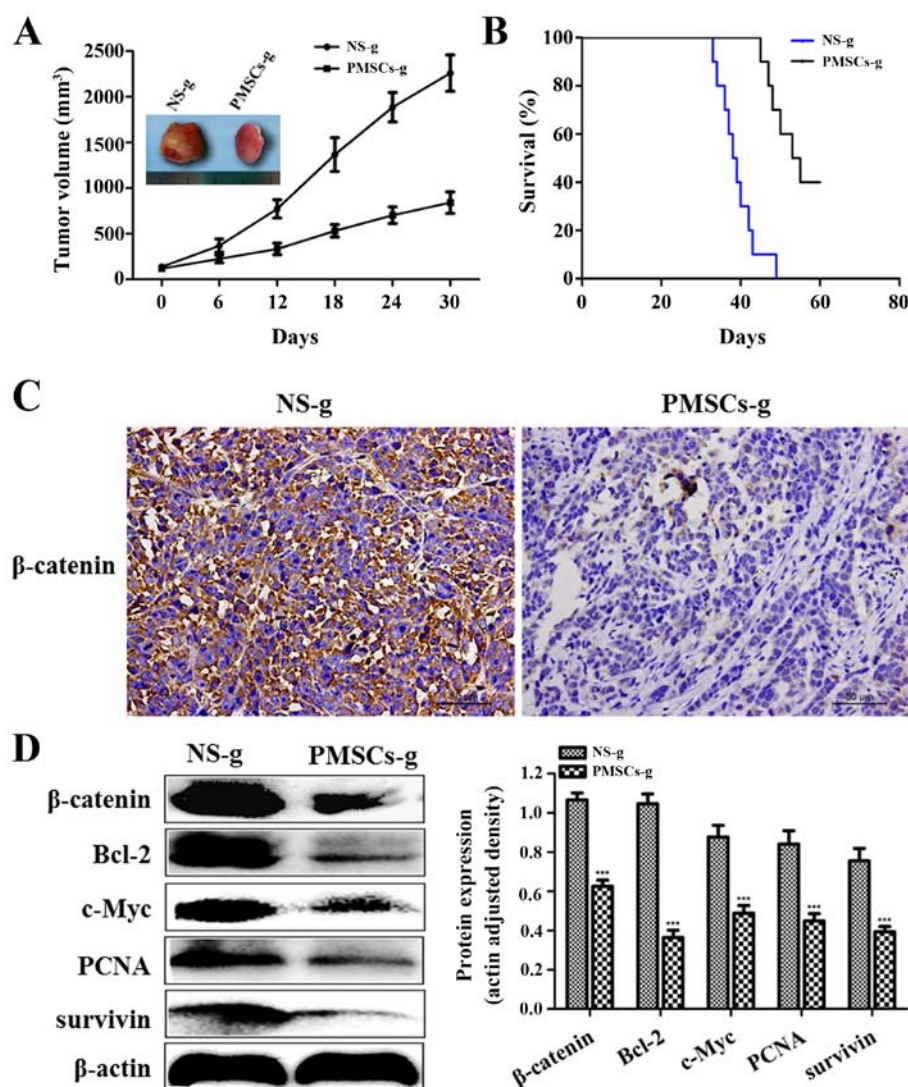 A
Tumor volume (mm³)
2500
2000
1500
1000
500
0
0 6 12 18 24 30
Days
NS-g
PMSCs-g
NS-g PMSCs-g
B
Survival (%)
100
80
60
40
20
0
0 20 40 60 80
Days
NS-g
PMSCs-g
C
NS-g PMSCs-g
β-catenin
50 μm
D
NS-g PMSCs-g
β-catenin
Bcl-2
c-Myc
PCNA
survivin
β-actin
NS-g
PMSCs-g
Protein expression
(actin adjusted density)
1.2
1.0
0.8
0.6
0.4
0.2
0.0
*** *** *** *** ***
β-catenin Bcl-2 c-Myc PCNA survivin